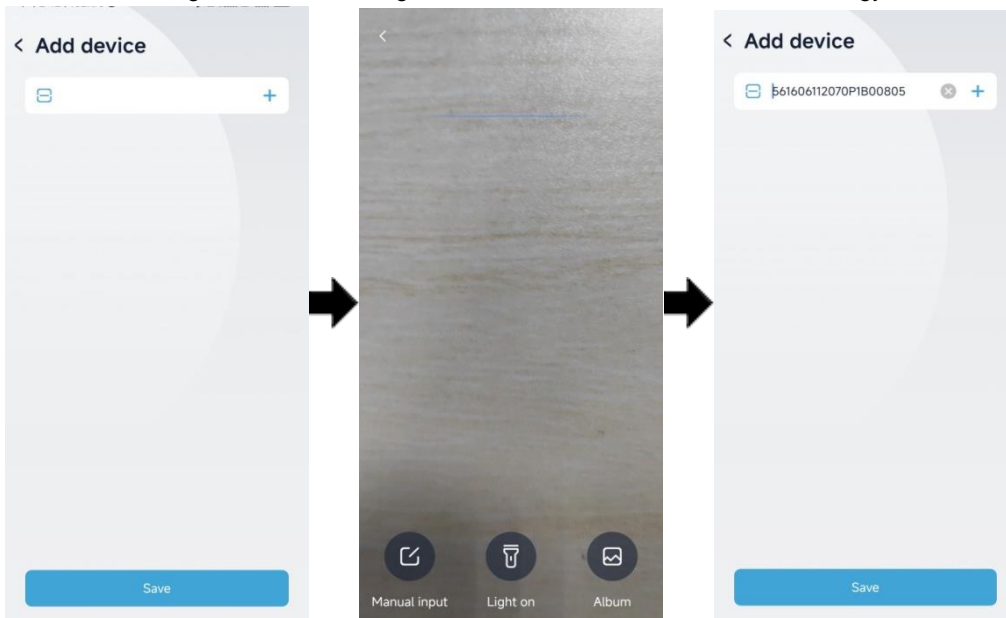 Add device
Save
Manual input
Light on
Album
Add device
561606112070P1B00805
Save